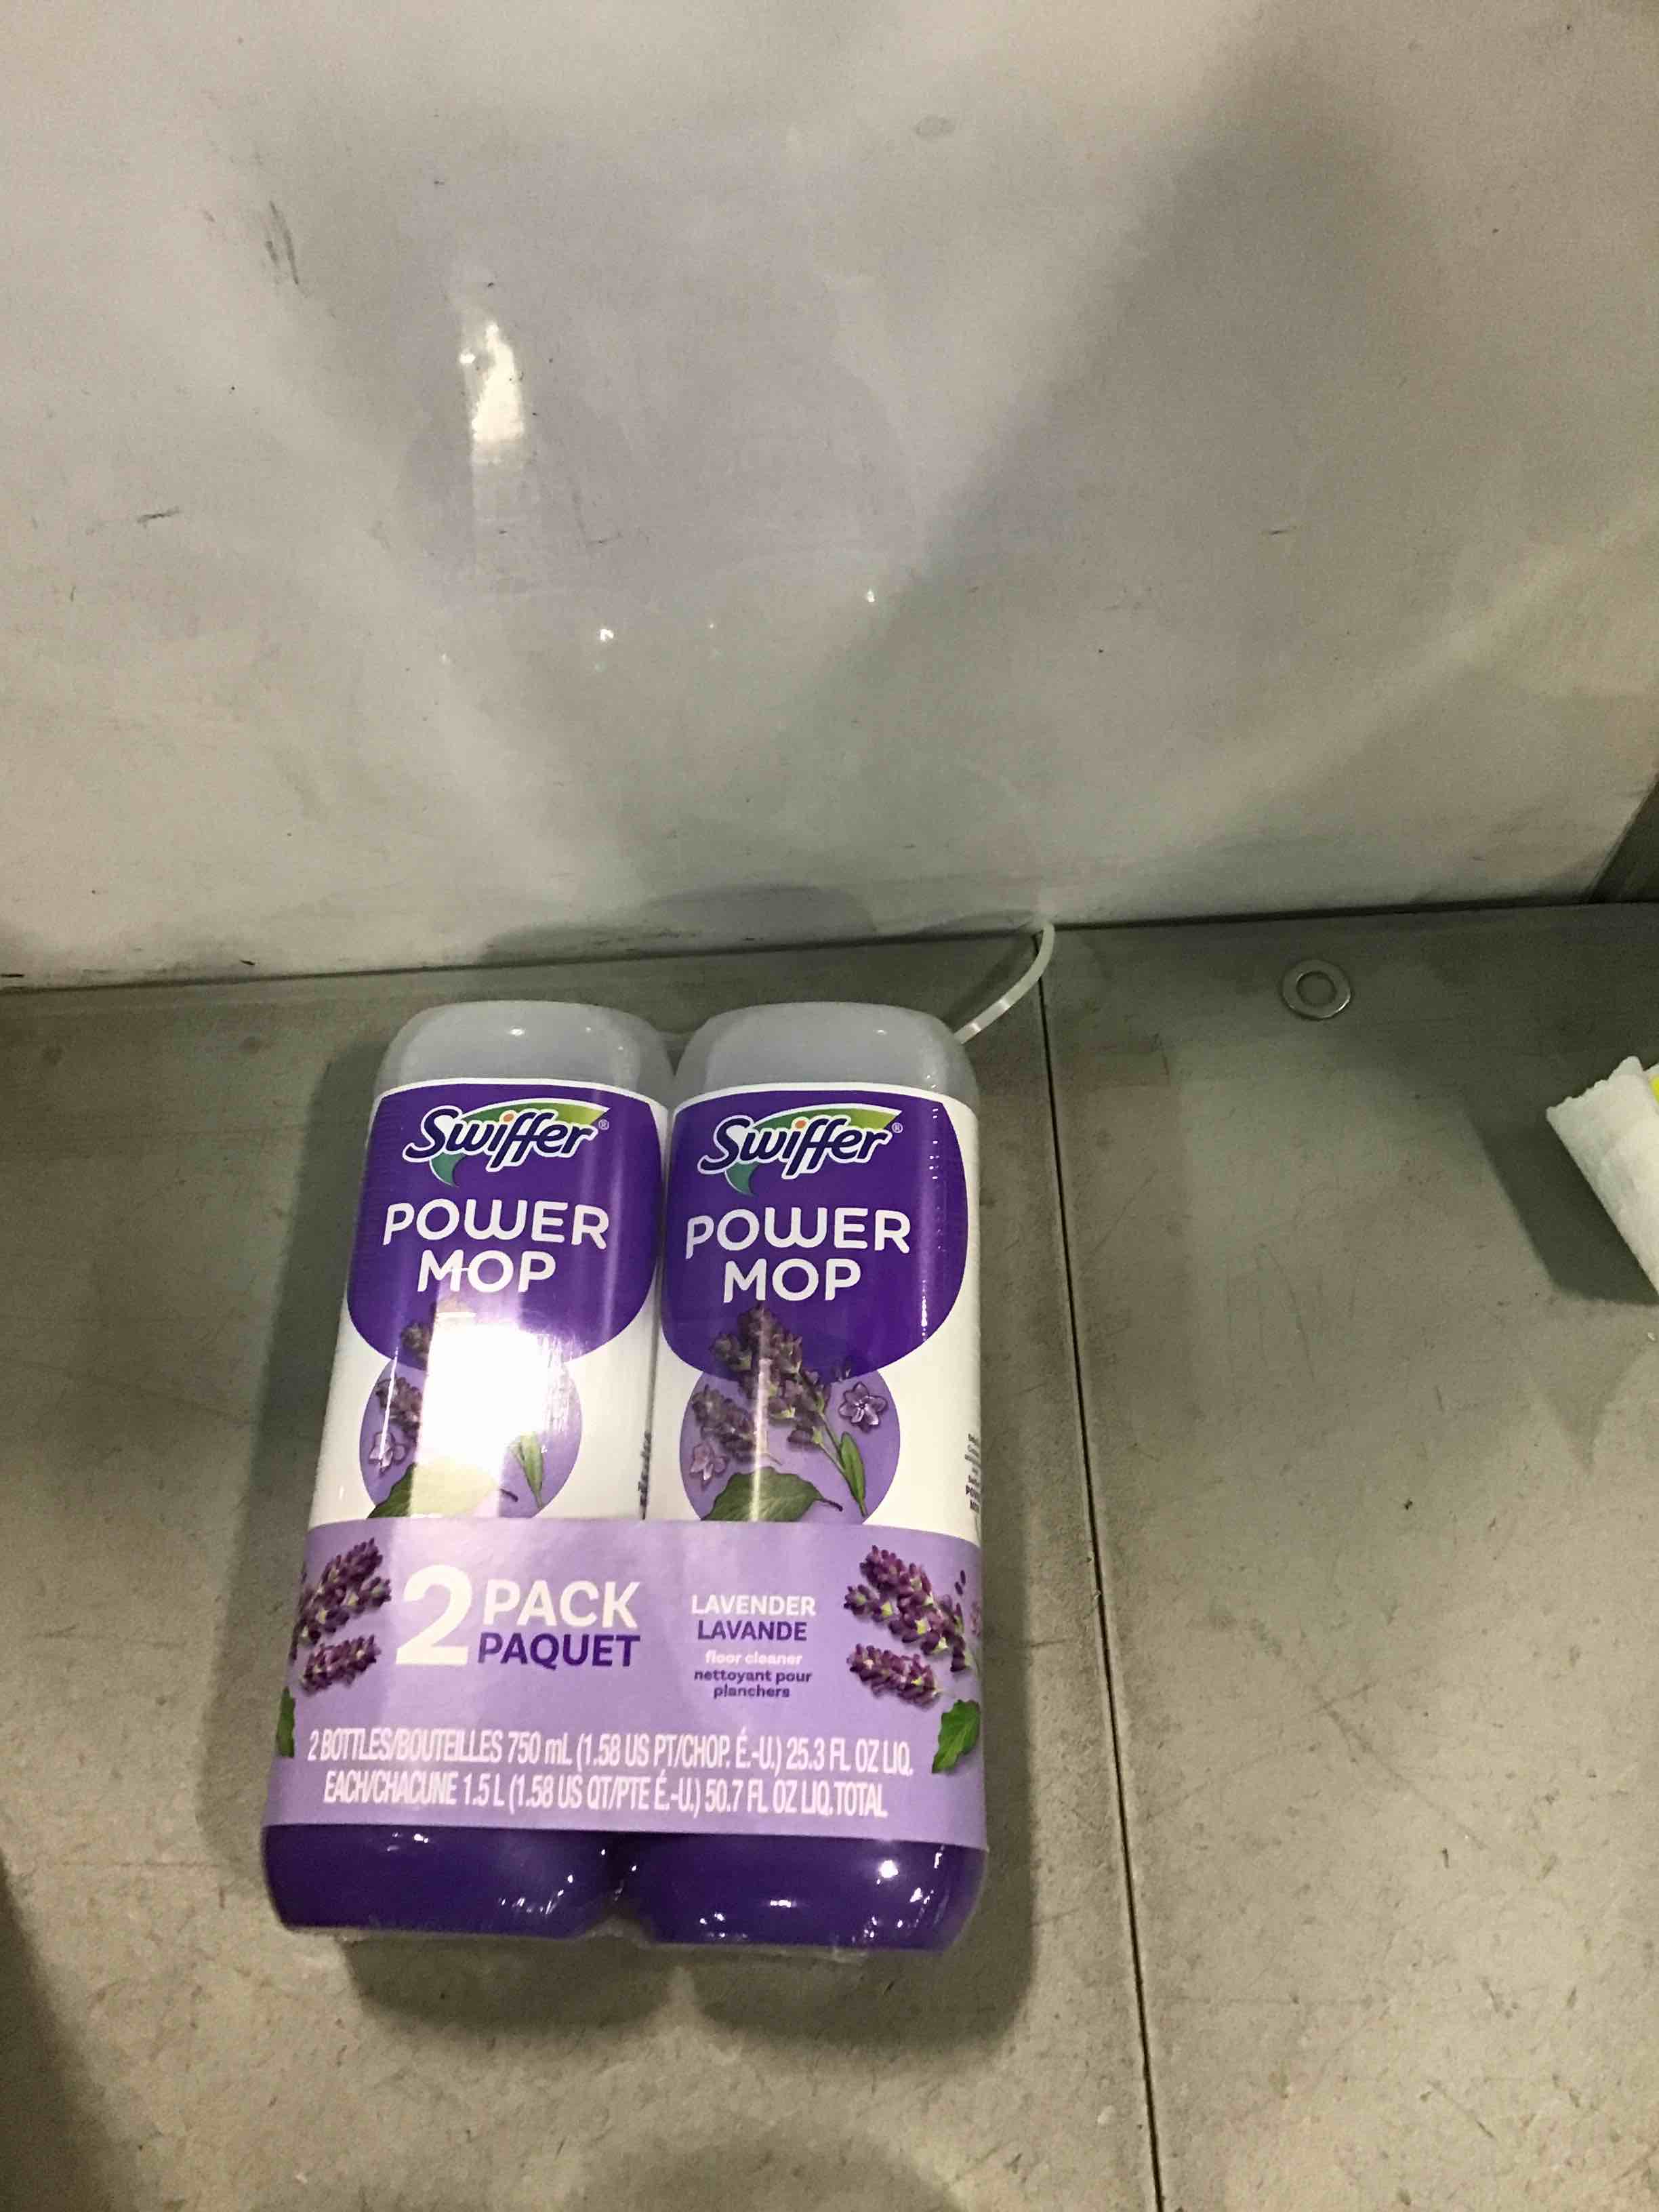 Swiffer®
POWER
MOP
Swiffer®
POWER
MOP
2 PACK
PAQUET
LAVENDER
LAVANDE
floor cleaner
nettoyant pour
planchers
2 BOTTLES/BOUTEILLES 750 mL (1.58 US PT/CHOP. É.-U.) 25.3 FL OZ LIQ.
EACH/CHACUNE 1.5 L (1.58 US QT/PTE É.-U.) 50.7 FL OZ LIQ. TOTAL